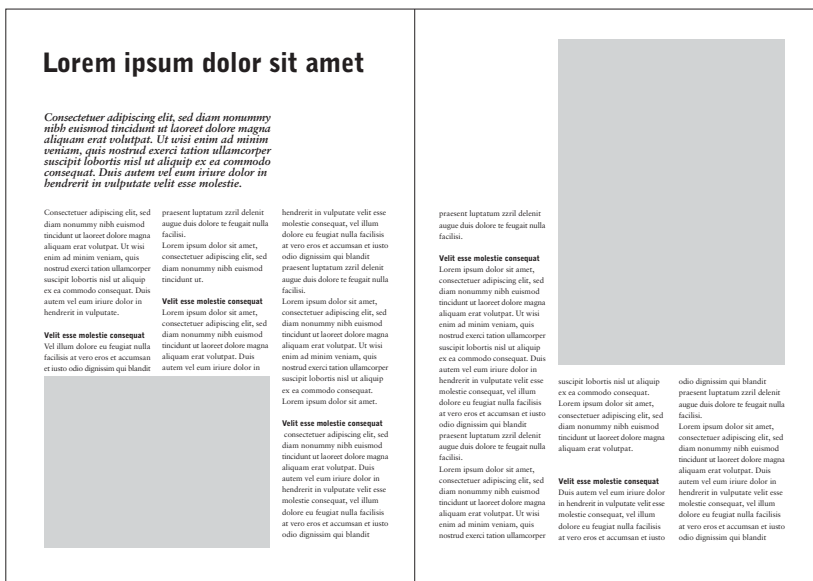 Lorem ipsum dolor sit amet
Consectetuer adipiscing elit, sed diam nonummy
nibh euismod tincidunt ut laoreet dolore magna
aliquam erat volutpat. Ut wisi enim ad minim
veniam, quis nostrud exerci tation ullamcorper
suscipit lobortis nisl ut aliquip ex ea commodo
consequat. Duis autem vel eum iriure dolor in
hendrerit in vulputate velit esse molestie.
Consectetuer adipiscing elit, sed
diam nonummy nibh euismod
tincidunt ut laoreet dolore magna
aliquam erat volutpat. Ut wisi
enim ad minim veniam, quis
nostrud exerci tation ullamcorper
suscipit lobortis nisl ut aliquip
ex ea commodo consequat. Duis
autem vel eum iriure dolor in
hendrerit in vulputate.
Velit esse molestie consequat
Vel illum dolore eu feugiat nulla
facilisis at vero eros et accumsan
et iusto odio dignissim qui blandit
praesent luptatum zzril delenit
augue duis dolore te feugait nulla
facilisi.
Lorem ipsum dolor sit amet,
consectetuer adipiscing elit, sed
diam nonummy nibh euismod
tincidunt ut.
Velit esse molestie consequat
Lorem ipsum dolor sit amet,
consectetuer adipiscing elit, sed
diam nonummy nibh euismod
tincidunt ut laoreet dolore magna
aliquam erat volutpat. Duis
autem vel eum iriure dolor in
hendrerit in vulputate velit esse
molestie consequat, vel illum
dolore eu feugiat nulla facilisis
at vero eros et accumsan et iusto
odio dignissim qui blandit
praesent luptatum zzril delenit
augue duis dolore te feugait nulla
facilisi.
Lorem ipsum dolor sit amet,
consectetuer adipiscing elit, sed
diam nonummy nibh euismod
tincidunt ut laoreet dolore magna
aliquam erat volutpat. Ut wisi
enim ad minim veniam, quis
nostrud exerci tation ullamcorper
suscipit lobortis nisl ut aliquip
ex ea commodo consequat.
Lorem ipsum dolor sit amet.
Velit esse molestie consequat
consectetuer adipiscing elit, sed
diam nonummy nibh euismod
tincidunt ut laoreet dolore magna
aliquam erat volutpat. Duis
autem vel eum iriure dolor in
hendrerit in vulputate velit esse
molestie consequat, vel illum
dolore eu feugiat nulla facilisis
at vero eros et accumsan et iusto
odio dignissim qui blandit
praesent luptatum zzril delenit
augue duis dolore te feugait nulla
facilisi.
Velit esse molestie consequat
Lorem ipsum dolor sit amet,
consectetuer adipiscing elit, sed
diam nonummy nibh euismod
tincidunt ut laoreet dolore magna
aliquam erat volutpat. Ut wisi
enim ad minim veniam, quis
nostrud exerci tation ullamcorper
suscipit lobortis nisl ut aliquip
ex ea commodo consequat. Duis
autem vel eum iriure dolor in
hendrerit in vulputate velit esse
molestie consequat, vel illum
dolore eu feugiat nulla facilisis
at vero eros et accumsan et iusto
odio dignissim qui blandit
praesent luptatum zzril delenit
augue duis dolore te feugait nulla
facilisi.
Lorem ipsum dolor sit amet,
consectetuer adipiscing elit, sed
diam nonummy nibh euismod
tincidunt ut laoreet dolore magna
aliquam erat volutpat. Ut wisi
enim ad minim veniam, quis
nostrud exerci tation ullamcorper
suscipit lobortis nisl ut aliquip
ex ea commodo consequat.
Lorem ipsum dolor sit amet,
consectetuer adipiscing elit, sed
diam nonummy nibh euismod
tincidunt ut laoreet dolore magna
aliquam erat volutpat.
Velit esse molestie consequat
Duis autem vel eum iriure dolor
in hendrerit in vulputate velit esse
molestie consequat, vel illum
dolore eu feugiat nulla facilisis
at vero eros et accumsan et iusto
odio dignissim qui blandit
praesent luptatum zzril delenit
augue duis dolore te feugait nulla
facilisi.
Lorem ipsum dolor sit amet,
consectetuer adipiscing elit, sed
diam nonummy nibh euismod
tincidunt ut laoreet dolore magna
aliquam erat volutpat. Duis
autem vel eum iriure dolor in
hendrerit in vulputate velit esse
molestie consequat, vel illum
dolore eu feugiat nulla facilisis
at vero eros et accumsan et iusto
odio dignissim qui blandit